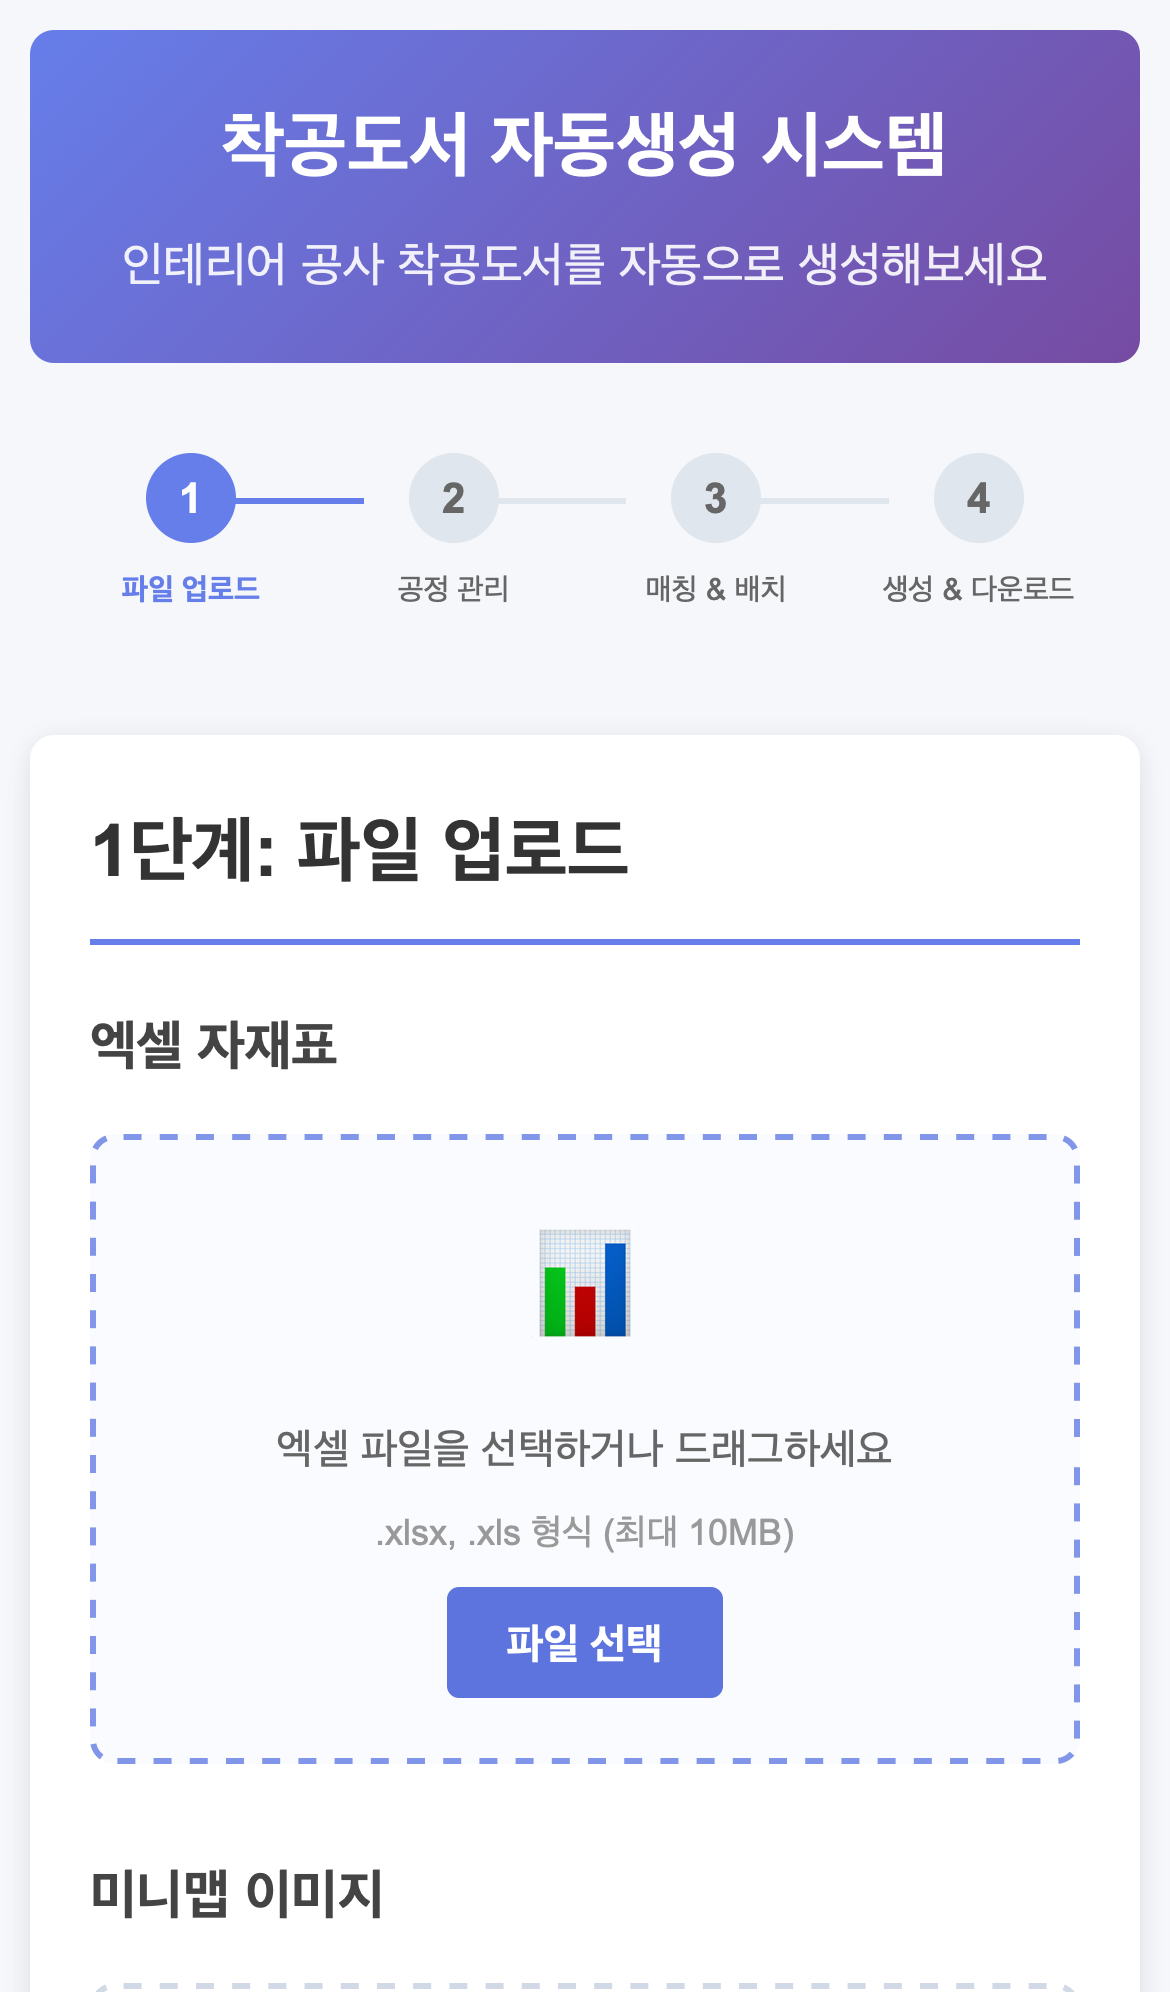 착공도서 자동생성 시스템
인테리어 공사 착공도서를 자동으로 생성해보세요
1
2
3
4
파일 업로드
공정 관리
매칭 & 배치
생성 & 다운로드
1단계: 파일 업로드
엑셀 자재표
엑셀 파일을 선택하거나 드래그하세요
.xlsx, .xls 형식 (최대 10MB)
파일 선택
미니맵 이미지